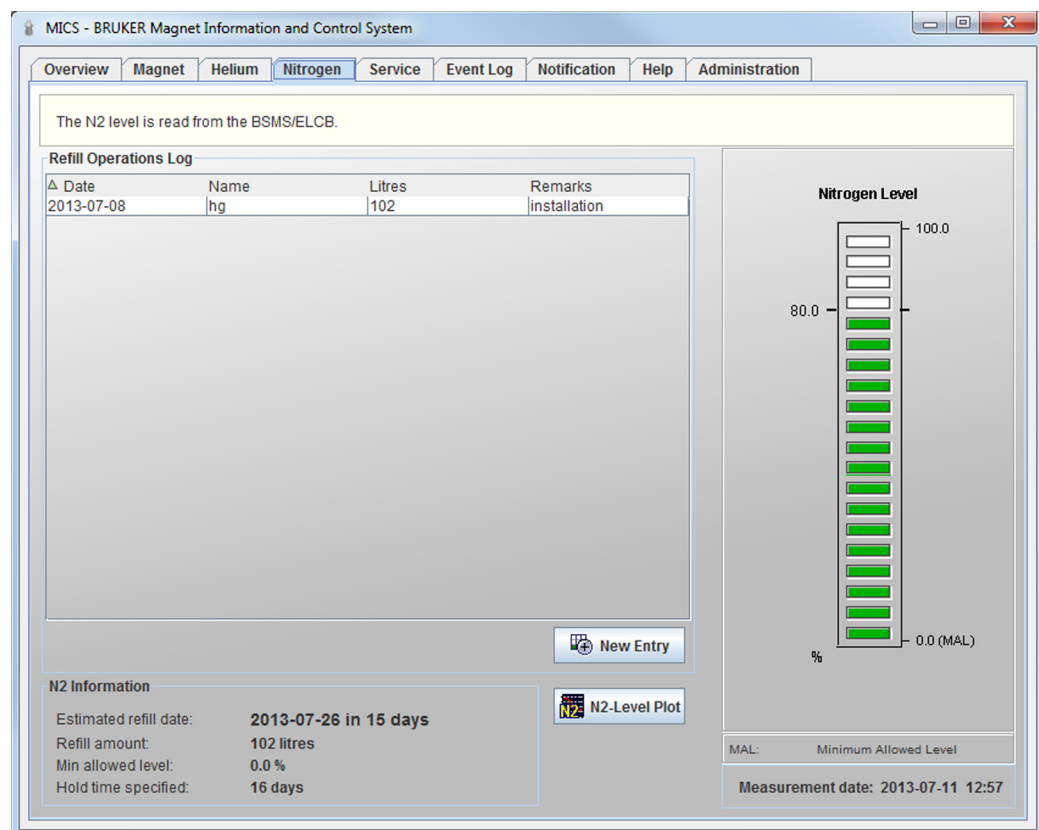 MICS - BRUKER Magnet Information and Control System
Overview Magnet Helium Nitrogen Service Event Log Notification Help Administration
The N2 level is read from the BSMS/ELCB.
Refill Operations Log
Date Name Litres Remarks
2013-07-08 hg 102 installation
New Entry
N2 Information
Estimated refill date: 2013-07-26 in 15 days
Refill amount: 102 litres
Min allowed level: 0.0 %
Hold time specified: 16 days
N2 N2-Level Plot
Nitrogen Level
100.0
80.0
0.0 (MAL)
%
MAL: Minimum Allowed Level
Measurement date: 2013-07-11 12:57